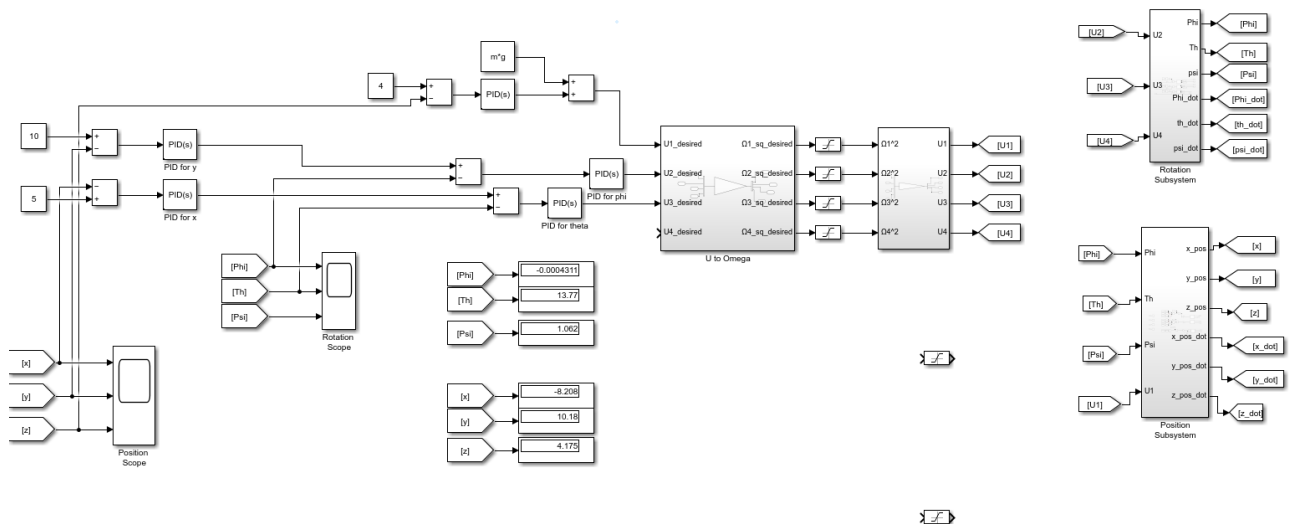 m*g
4
PID(s)
10
PID(s)
PID for y
5
PID(s)
PID for x
PID(s)
PID for phi
PID(s)
PID for theta
U1_desired
U2_desired
U3_desired
U4_desired
Ω1_sq_desired
Ω2_sq_desired
Ω3_sq_desired
Ω4_sq_desired
U to Omega
Ω1^2
Ω2^2
Ω3^2
Ω4^2
U1
U2
U3
U4
[U1]
[U2]
[U3]
[U4]
[Phi]
[Th]
[Psi]
Rotation
Scope
[x]
[y]
[z]
Position
Scope
[Phi]
-0.0004311
[Th]
13.77
[Psi]
1.062
[x]
-8.208
[y]
10.18
[z]
4.175
[U2]
[U3]
[U4]
U2
U3
U4
Phi
Th
psi
Phi_dot
th_dot
psi_dot
[Phi]
[Th]
[Psi]
[Phi_dot]
[th_dot]
[psi_dot]
Rotation
Subsystem
[Phi]
[Th]
[Psi]
[U1]
Phi
Th
Psi
U1
x_pos
y_pos
z_pos
x_pos_dot
y_pos_dot
z_pos_dot
[x]
[y]
[z]
[x_dot]
[y_dot]
[z_dot]
Position
Subsystem